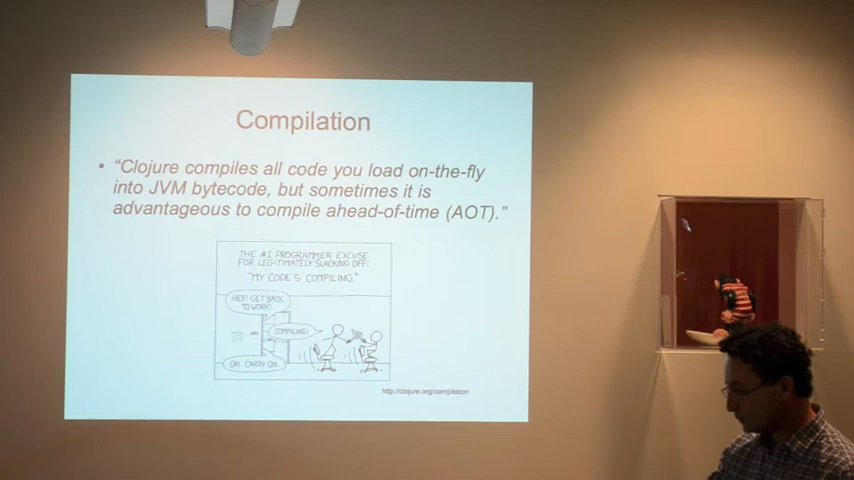 Compilation
• “Clojure compiles all code you load on-the-fly
into JVM bytecode, but sometimes it is
advantageous to compile ahead-of-time (AOT).”
THE #1 PROGRAMMER EXCUSE
FOR LEGITIMATELY SLACKING OFF:
"MY CODE'S COMPILING."
HEY! GET BACK
TO WORK!
COMPILING!
OH. CARRY ON.
http://clojure.org/compilation